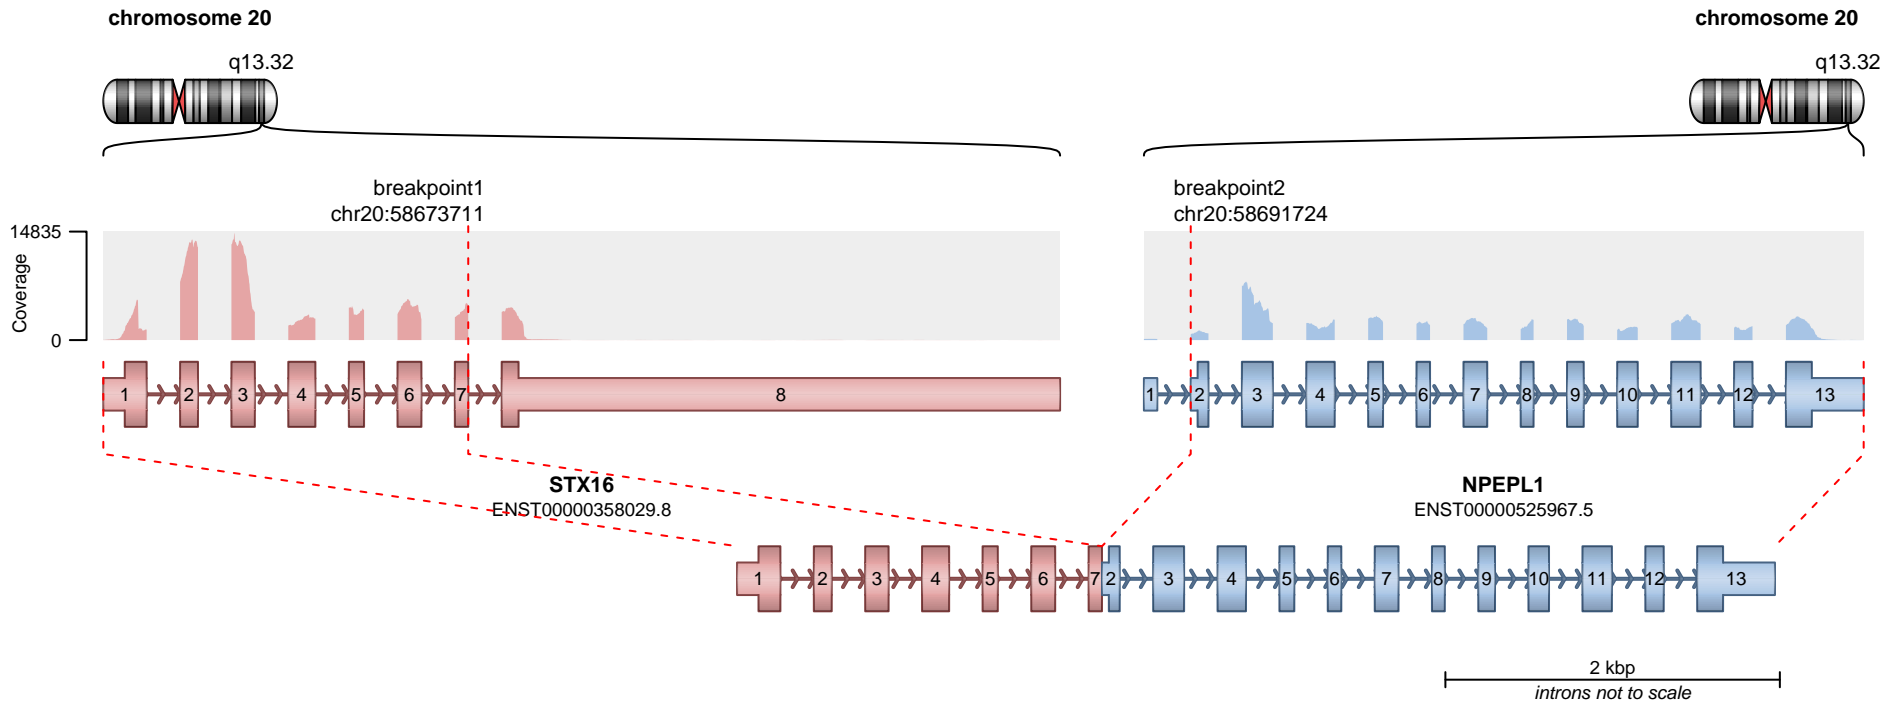 chromosome 20
chromosome 20
q13.32
q13.32
breakpoint1
chr20:58673711
breakpoint2
chr20:58691724
14835
Coverage
0
1 2 3 4 5 6 7 8
1 2 3 4 5 6 7 8 9 10 11 12 13
STX16
ENST00000358029.8
NPEPL1
ENST00000525967.5
1 2 3 4 5 6 7 2 3 4 5 6 7 8 9 10 11 12 13
2 kbp
introns not to scale